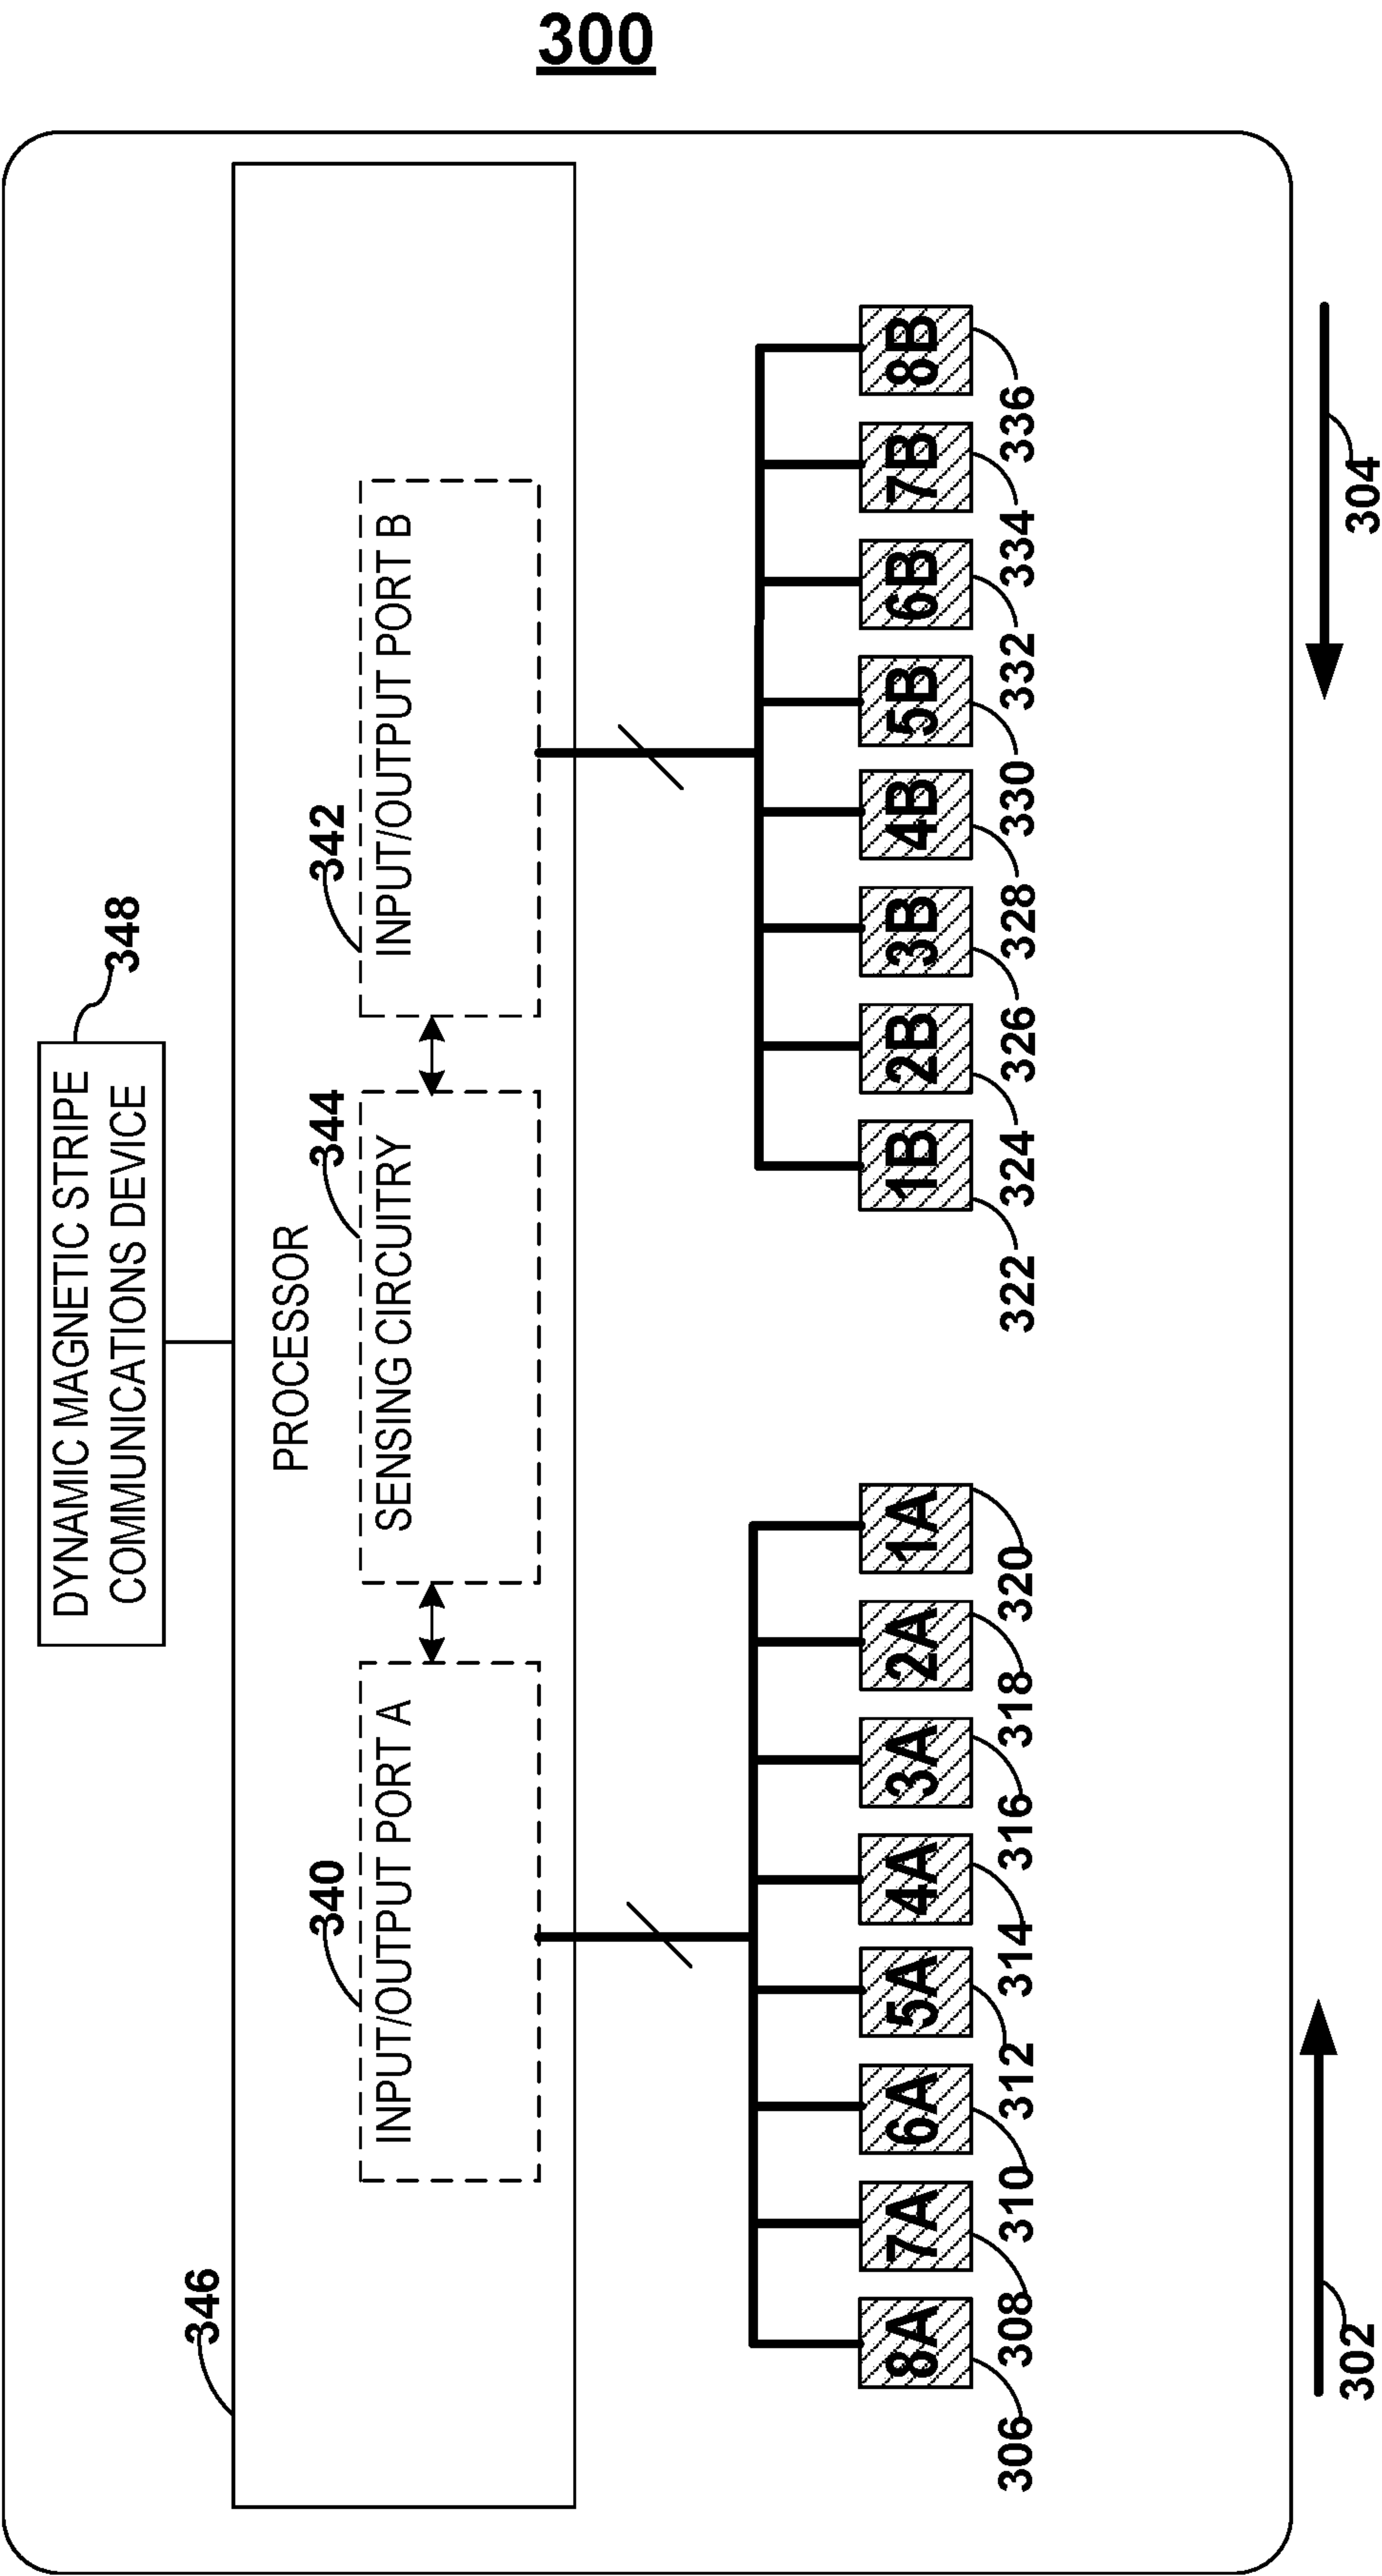 300
DYNAMIC MAGNETIC STRIPE
COMMUNICATIONS DEVICE
348
346
PROCESSOR
340
344
342
INPUT/OUTPUT PORT A
SENSING CIRCUITRY
INPUT/OUTPUT PORT B
8A 7A 6A 5A 4A 3A 2A 1A 1B 2B 3B 4B 5B 6B 7B 8B
306 308 310 312 314 316 318 320 322 324 326 328 330 332 334 336
302
304